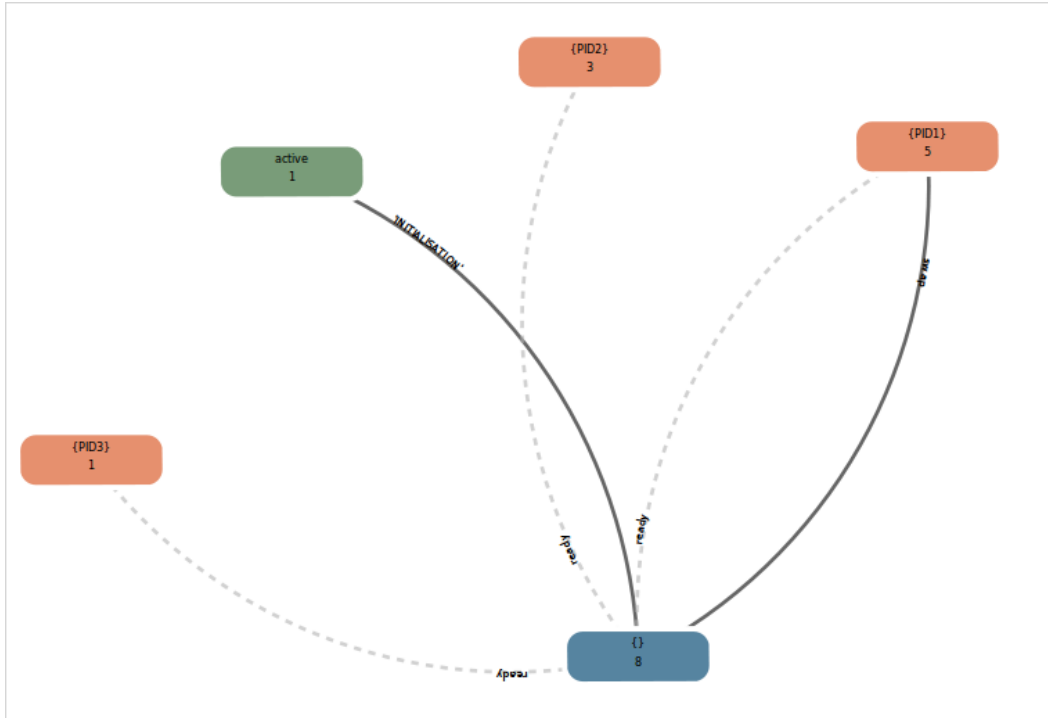 {PID2}
3
{PID1}
5
active
1
'INITIALISATION'
swap
{PID3}
1
ready
ready
ready
{}
8